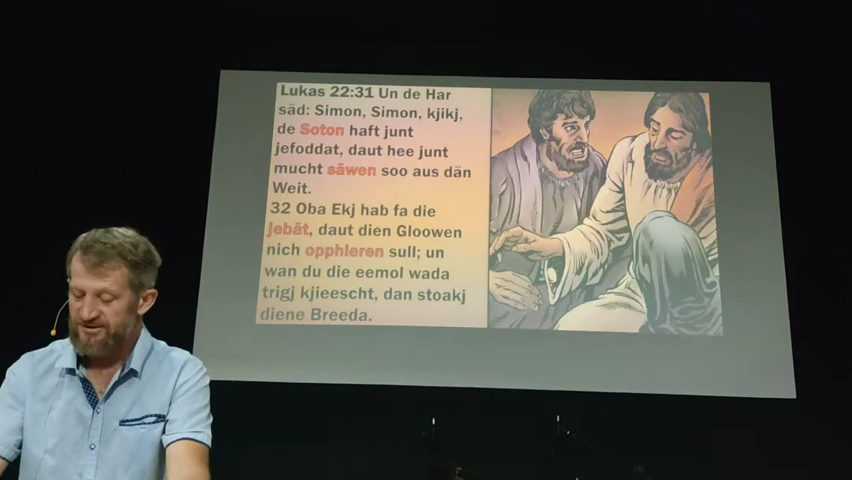 Lukas 22:31 Un de Har
säd: Simon, Simon, kjikj,
de Soton haft junt
jefoddat, daut hee junt
mucht säwen soo aus dän
Weit.
32 Oba Ekj hab fa die
Jebät, daut dien Gloowen
nich opphieren sull; un
wan du die eemol wada
trigj kjieescht, dan stoakj
diene Breeda.